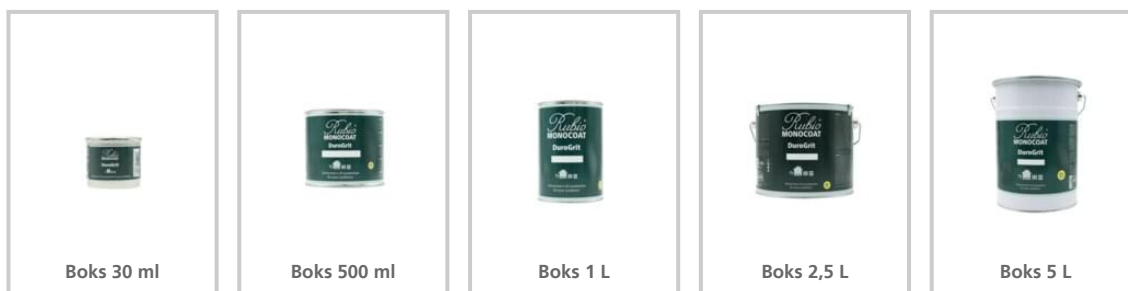 Rubio
MONOCOAT
DuroGrit
Rubio
MONOCOAT
DuroGrit
Rubio
MONOCOAT
DuroGrit
Rubio
MONOCOAT
DuroGrit
Rubio
MONOCOAT
DuroGrit
Boks 30 ml
Boks 500 ml
Boks 1 L
Boks 2,5 L
Boks 5 L